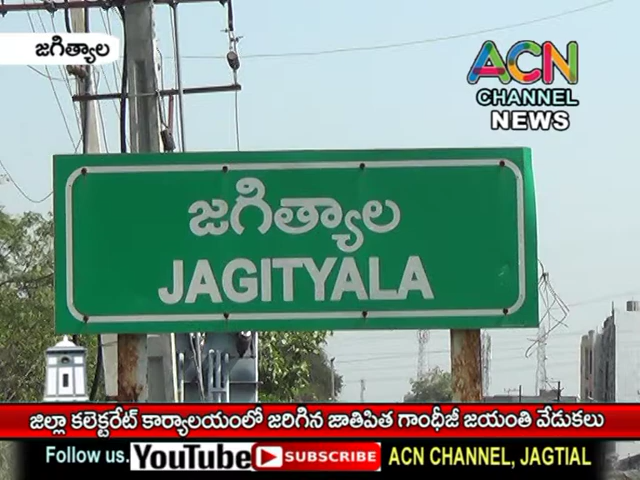 జగిత్యాల
ACN
CHANNEL
NEWS
జగిత్యాల
JAGITYALA
జిల్లా కలెక్టరేట్ కార్యాలయంలో జరిగిన జాతిపిత గాంధీజీ జయంతి వేడుకలు
Follow us. YouTube SUBSCRIBE ACN CHANNEL, JAGTIAL